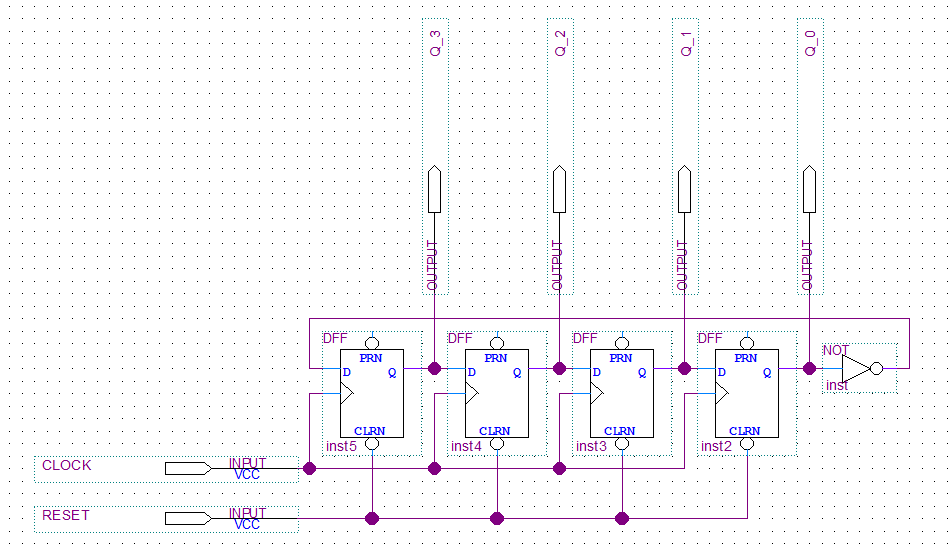 Q_3 Q_2 Q_1 Q_0
OUTPUT OUTPUT OUTPUT OUTPUT
DFF DFF DFF DFF
PRN PRN PRN PRN NOT
D Q D Q D Q D Q
inst
CLRN CLRN CLRN CLRN
inst5 inst4 inst3 inst2
CLOCK INPUT
VCC
RESET INPUT
VCC